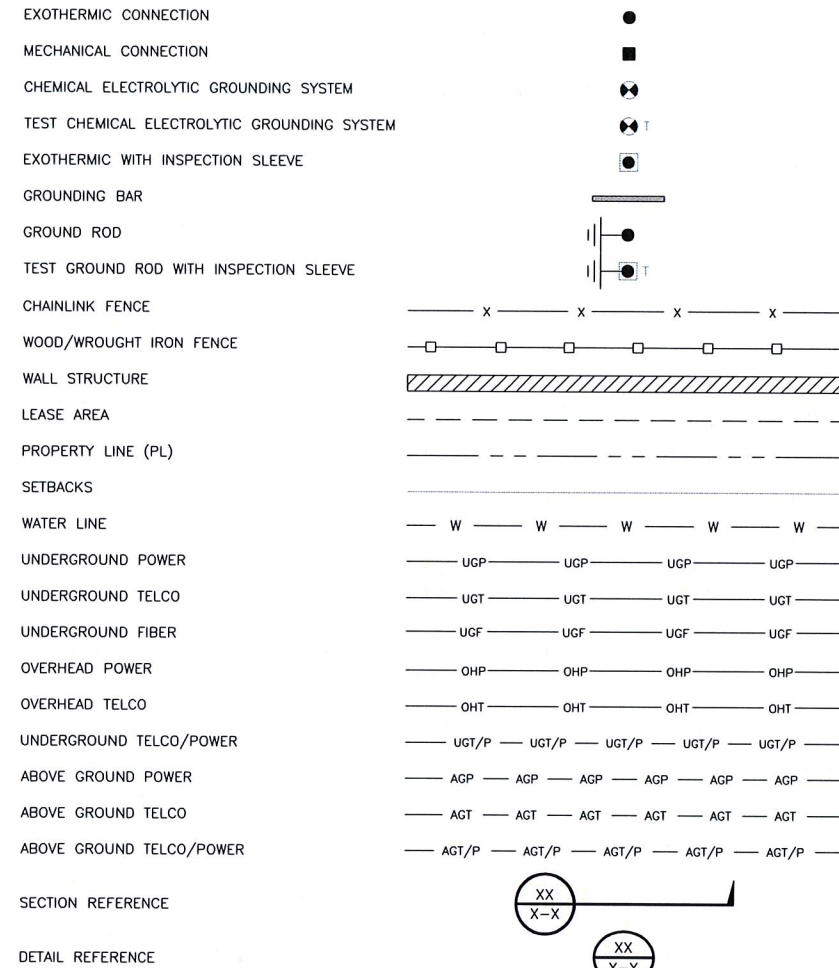 EXOTHERMIC CONNECTION
MECHANICAL CONNECTION
CHEMICAL ELECTROLYTIC GROUNDING SYSTEM
TEST CHEMICAL ELECTROLYTIC GROUNDING SYSTEM T
EXOTHERMIC WITH INSPECTION SLEEVE
GROUNDING BAR
GROUND ROD
TEST GROUND ROD WITH INSPECTION SLEEVE T
CHAINLINK FENCE X X X X
WOOD/WROUGHT IRON FENCE
WALL STRUCTURE
LEASE AREA
PROPERTY LINE (PL)
SETBACKS
WATER LINE W W W W W
UNDERGROUND POWER UGP UGP UGP UGP
UNDERGROUND TELCO UGT UGT UGT UGT
UNDERGROUND FIBER UGF UGF UGF UGF
OVERHEAD POWER OHP OHP OHP OHP
OVERHEAD TELCO OHT OHT OHT OHT
UNDERGROUND TELCO/POWER UGT/P UGT/P UGT/P UGT/P UGT/P
ABOVE GROUND POWER AGP AGP AGP AGP AGP AGP
ABOVE GROUND TELCO AGT AGT AGT AGT AGT AGT
ABOVE GROUND TELCO/POWER AGT/P AGT/P AGT/P AGT/P AGT/P
SECTION REFERENCE XX
X-X
DETAIL REFERENCE XX
X-X